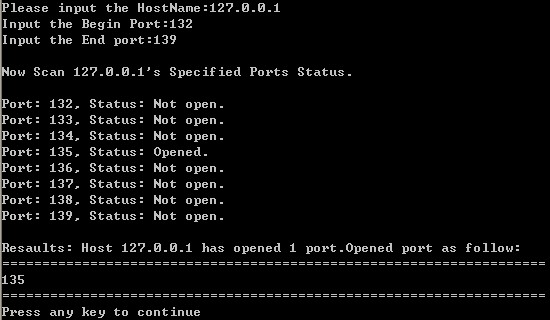 Please input the HostName:127.0.0.1
Input the Begin Port:132
Input the End port:139
Now Scan 127.0.0.1's Specified Ports Status.
Port: 132, Status: Not open.
Port: 133, Status: Not open.
Port: 134, Status: Not open.
Port: 135, Status: Opened.
Port: 136, Status: Not open.
Port: 137, Status: Not open.
Port: 138, Status: Not open.
Port: 139, Status: Not open.
Resaults: Host 127.0.0.1 has opened 1 port.Opened port as follow:
====================================================================
135
====================================================================
Press any key to continue